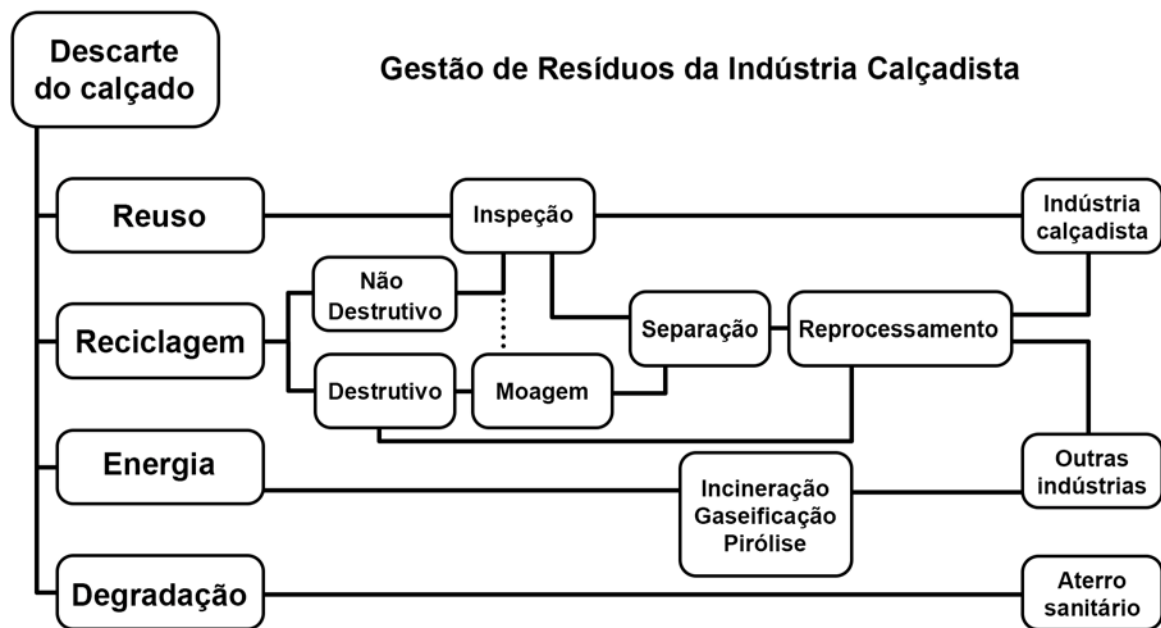 Descarte
do calçado
Gestão de Resíduos da Indústria Calçadista
Reuso
Inspeção
Indústria
calçadista
Reciclagem
Não
Destrutivo
Destrutivo
Moagem
Separação
Reprocessamento
Energia
Incineração
Gaseificação
Pirólise
Outras
indústrias
Degradação
Aterro
sanitário